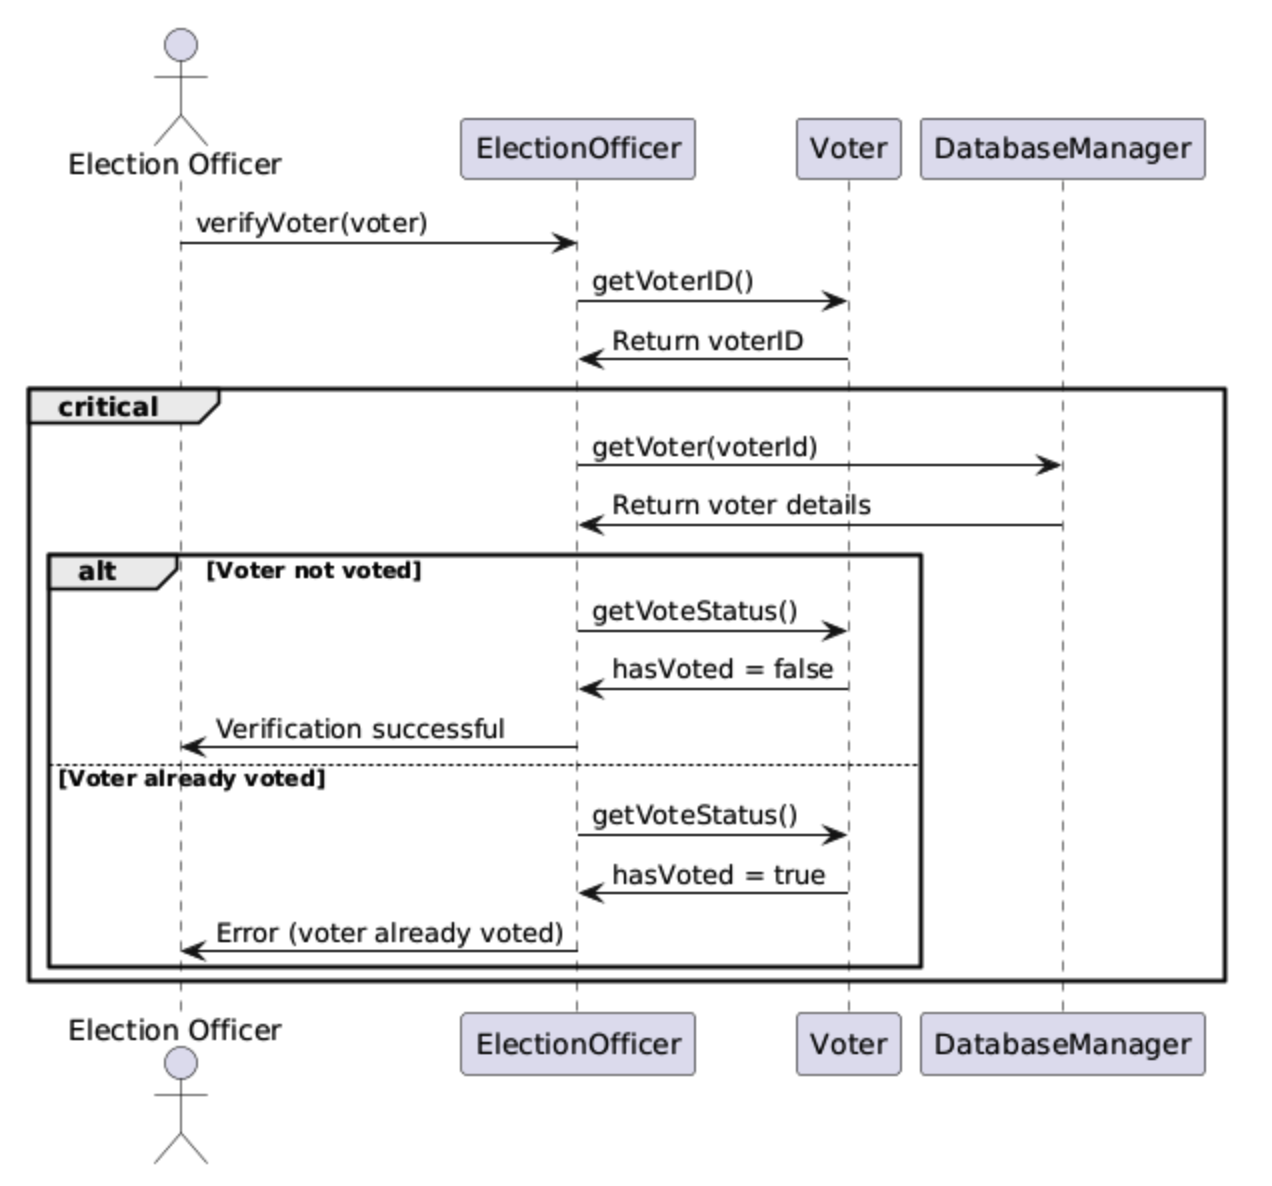 Election Officer
ElectionOfficer
Voter
DatabaseManager
verifyVoter(voter)
getVoterID()
Return voterID
critical
getVoter(voterId)
Return voter details
alt [Voter not voted]
getVoteStatus()
hasVoted = false
Verification successful
[Voter already voted]
getVoteStatus()
hasVoted = true
Error (voter already voted)
Election Officer
ElectionOfficer
Voter
DatabaseManager